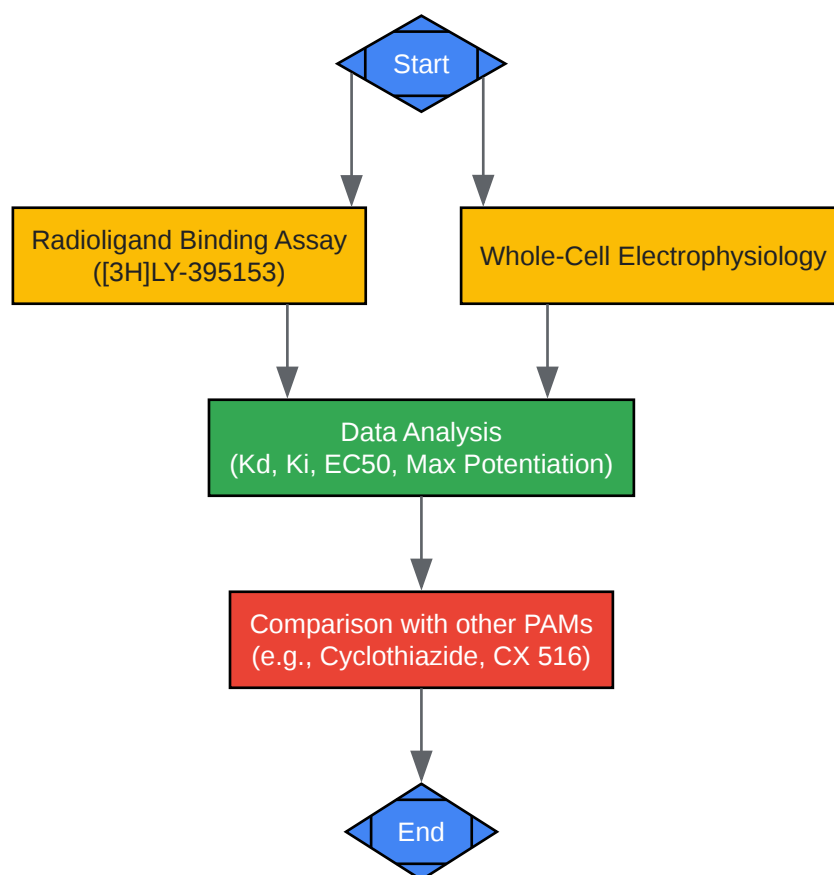 Start
Radioligand Binding Assay
([3H]LY-395153)
Whole-Cell Electrophysiology
Data Analysis
(Kd, Ki, EC50, Max Potentiation)
Comparison with other PAMs
(e.g., Cyclothiazide, CX 516)
End